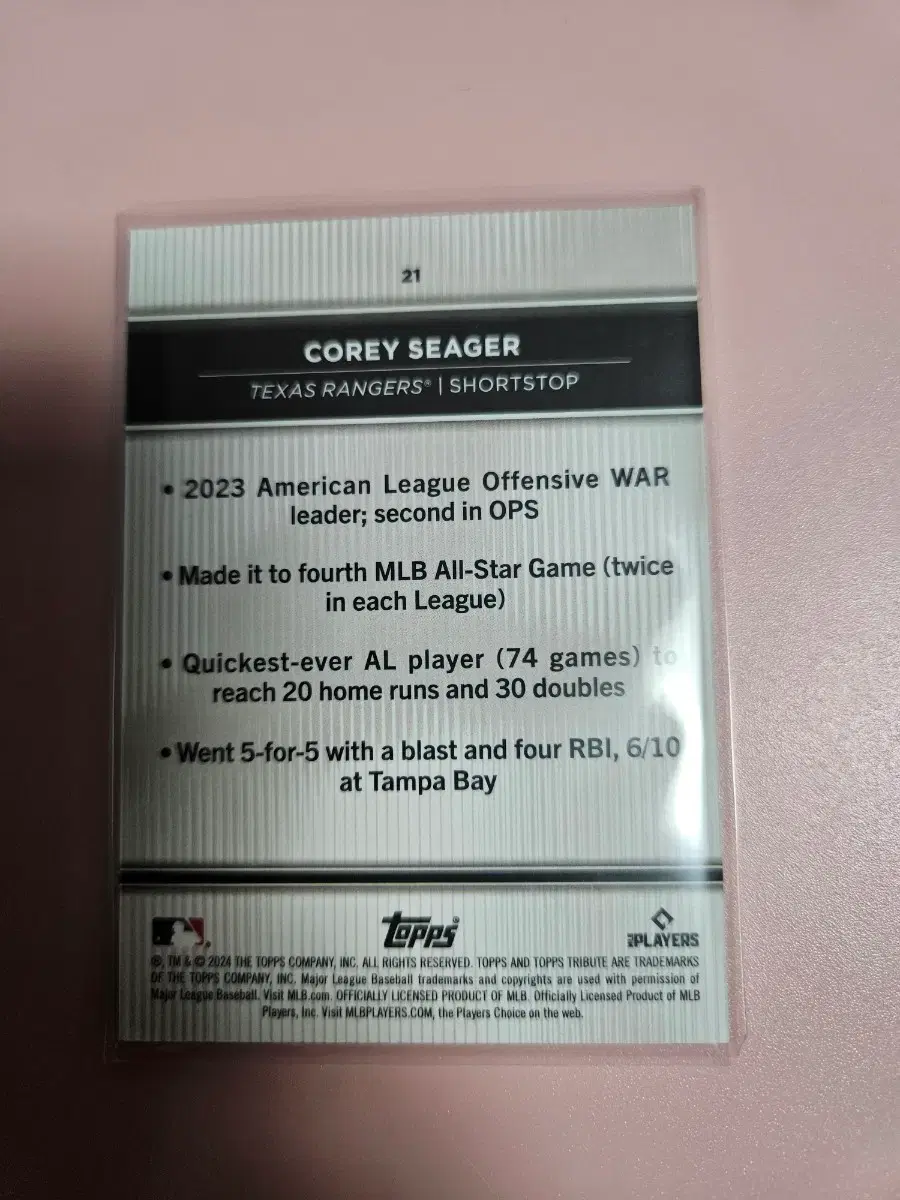 21
COREY SEAGER
TEXAS RANGERS® | SHORTSTOP
• 2023 American League Offensive WAR
leader; second in OPS
• Made it to fourth MLB All-Star Game (twice
in each League)
• Quickest-ever AL player (74 games) to
reach 20 home runs and 30 doubles
• Went 5-for-5 with a blast and four RBI, 6/10
at Tampa Bay
topps®
PLAYERS
®, TM & © 2024 THE TOPPS COMPANY, INC. ALL RIGHTS RESERVED. TOPPS AND TOPPS TRIBUTE ARE TRADEMARKS
OF THE TOPPS COMPANY, INC. Major League Baseball trademarks and copyrights are used with permission of
Major League Baseball. Visit MLB.com. OFFICIALLY LICENSED PRODUCT OF MLB. Officially Licensed Product of MLB
Players, Inc. Visit MLBPLAYERS.COM, the Players Choice on the web.